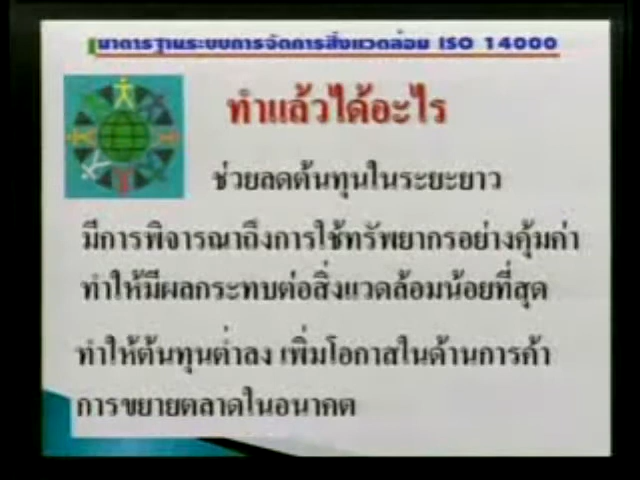 มาตรฐานระบบการจัดการสิ่งแวดล้อม ISO 14000
ทำแล้วได้อะไร
ช่วยลดต้นทุนในระยะยาว
มีการพิจารณาถึงการใช้ทรัพยากรอย่างคุ้มค่า
ทำให้มีผลกระทบต่อสิ่งแวดล้อมน้อยที่สุด
ทำให้ต้นทุนต่ำลง เพิ่มโอกาสในด้านการค้า
การขยายตลาดในอนาคต